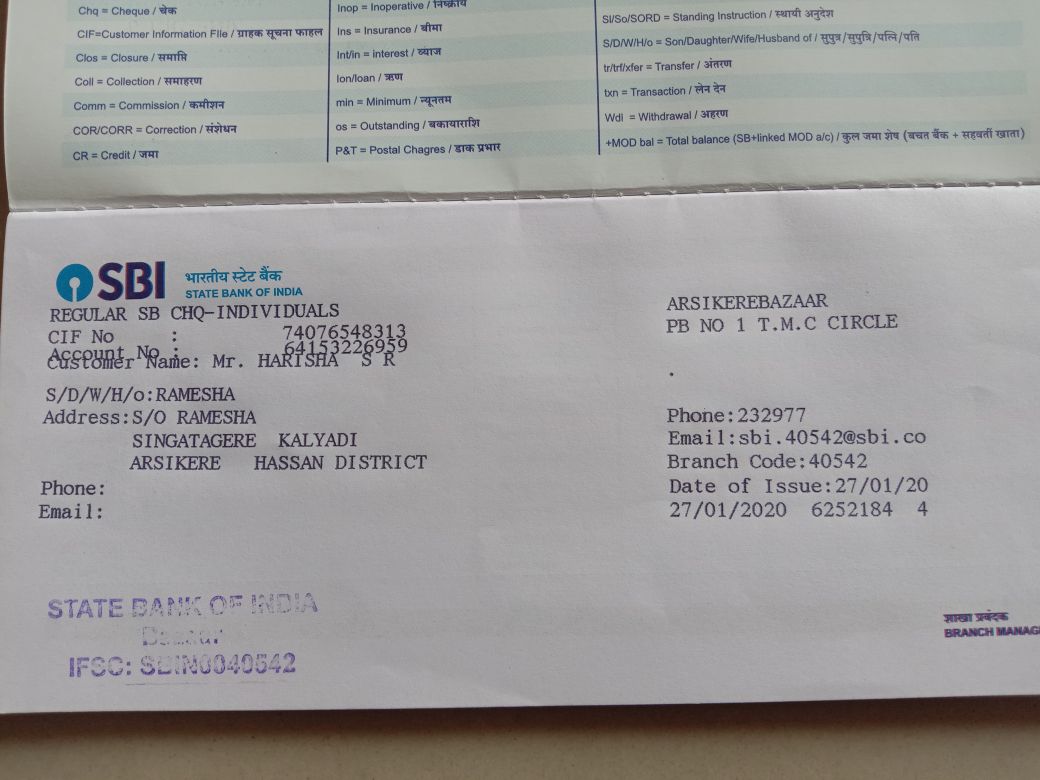 Chq = Cheque / चेक
CIF=Customer Information File / ग्राहक सूचना फाइल
Clos = Closure / समाप्ति
Coll = Collection / समाहरण
Comm = Commission / कमीशन
COR/CORR = Correction / संशेधन
CR = Credit / जमा
Inop = Inoperative / निष्क्रीय
Ins = Insurance / बीमा
Int/in = interest / व्याज
Ion/loan / ऋण
min = Minimum / न्यूनतम
os = Outstanding / बकायाराशि
P&T = Postal Chagres / डाक प्रभार
SI/So/SORD = Standing Instruction / स्थायी अनुदेश
S/D/W/H/o = Son/Daughter/Wife/Husband of / सुपुत्र/सुपुत्रि/पत्नि/पति
tr/trf/xfer = Transfer / अंतरण
txn = Transaction / लेन देन
Wdl = Withdrawal / अहरण
+MOD bal = Total balance (SB+linked MOD a/c) / कुल जमा शेष (बचत बैंक + सहवर्ती खाता)
SBI भारतीय स्टेट बैंक
STATE BANK OF INDIA
REGULAR SB CHQ-INDIVIDUALS
CIF No : 74076548313
Account No : 64153226959
Customer Name: Mr. HARISHA S R
S/D/W/H/o:RAMESHA
Address:S/O RAMESHA
SINGATAGERE KALYADI
ARSIKERE HASSAN DISTRICT
Phone:
Email:
ARSIKEREBAZAAR
PB NO 1 T.M.C CIRCLE
.
Phone:232977
Email:sbi.40542@sbi.co
Branch Code:40542
Date of Issue:27/01/20
27/01/2020 6252184 4
STATE BANK OF INDIA
IFSC: SBIN0040542
शाखा प्रबंदक
BRANCH MANAG